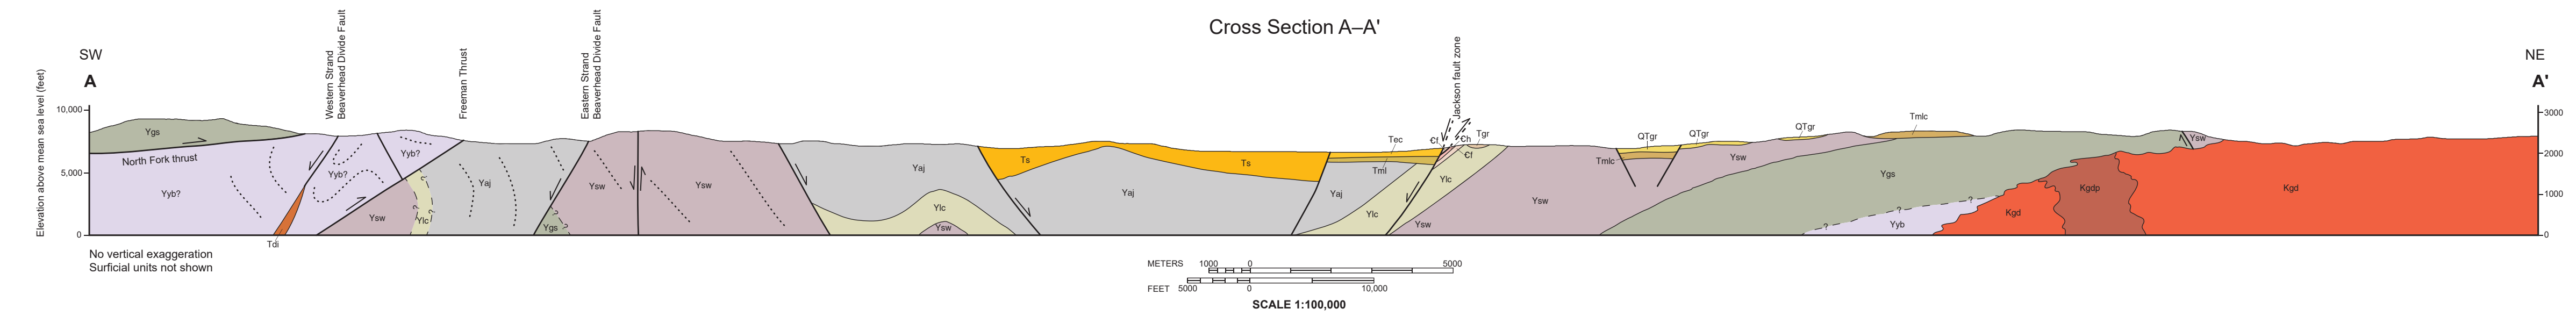 Cross Section A–A'
SW
A
NE
A'
Elevation above mean sea level (feet)
10,000
5,000
0
3000
2000
1000
0
Western Strand
Beaverhead Divide Fault
Freeman Thrust
Eastern Strand
Beaverhead Divide Fault
Jackson fault zone
Ygs
North Fork thrust
Yyb?
Tdi
Yyb?
Yyb?
Ysw
Ylc
?
?
?
Yaj
Ygs
?
?
Ysw
Ysw
Yaj
Ylc
Ysw
Ts
Yaj
Ts
Yaj
Tec
Tml
Ꞓf
Ꞓh
Tgr
Ꞓf
Ylc
Ylc
Ysw
Ysw
Tmlc
QTgr
QTgr
Ysw
QTgr
Tmlc
Ygs
?
?
?
Yyb
Kgd
Kgdp
Ysw
Kgd
No vertical exaggeration
Surficial units not shown
METERS 1000 0 5000
FEET 5000 0 10,000
SCALE 1:100,000